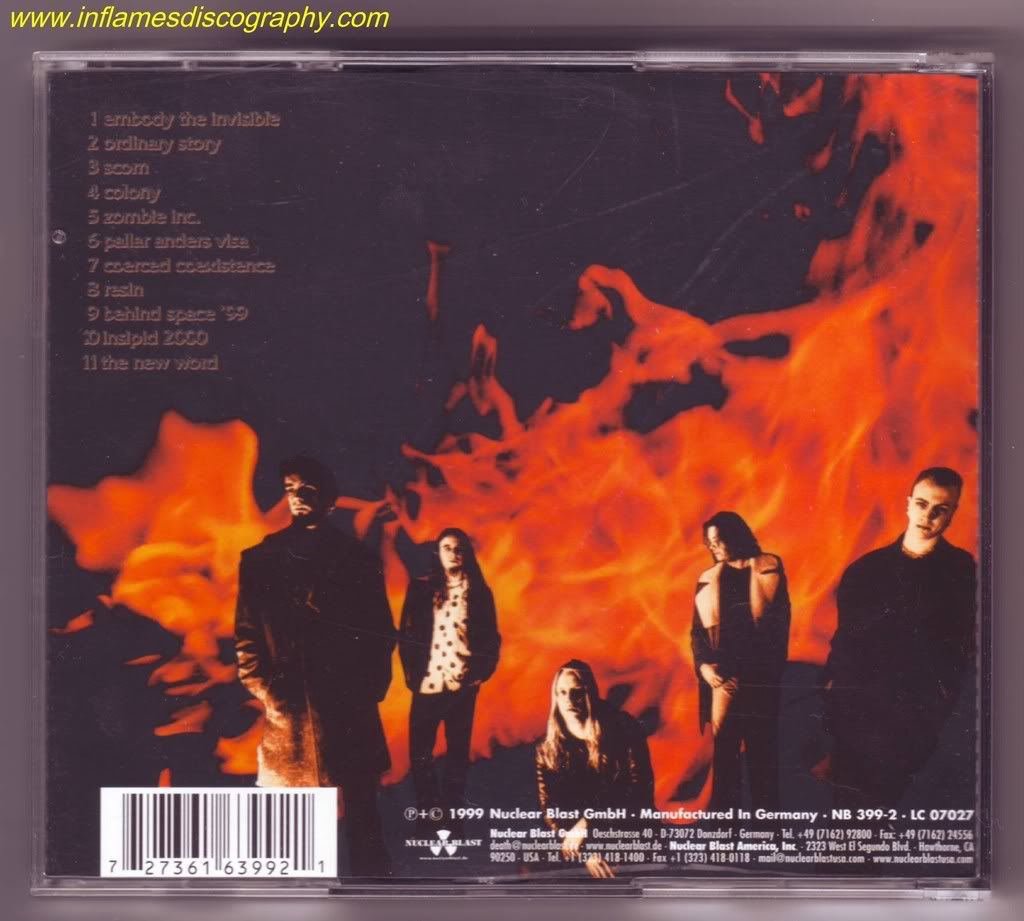 www.inflamesdiscography.com
1 embody the invisible
2 ordinary story
3 scorn
4 colony
5 zombie inc.
6 pallar anders visa
7 coerced coexistence
8 resin
9 behind space '99
10 insipid 2000
11 the new word
℗+© 1999 Nuclear Blast GmbH · Manufactured In Germany · NB 399-2 · LC 07027
Nuclear Blast GmbH Oeschstrasse 40 · D-73072 Donzdorf · Germany · Tel. +49 (7162) 92800 · Fax: +49 (7162) 24556
NUCLEAR BLAST
www.nuclearblast.de
· www.nuclearblast.de · Nuclear Blast America, Inc. · 2323 West El Segundo Blvd. · Hawthorne, CA
90250 · USA · Tel. +1 (323) 418-1400 · Fax +1 (323) 418-0118 · mail@nuclearblastusa.com · www.nuclearblastusa.com
7 27361 63992 1